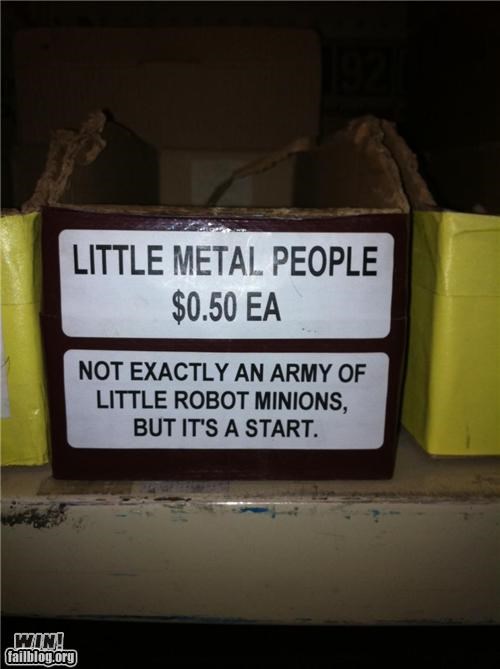 92
LITTLE METAL PEOPLE
$0.50 EA
NOT EXACTLY AN ARMY OF
LITTLE ROBOT MINIONS,
BUT IT'S A START.
WIN!
failblog.org